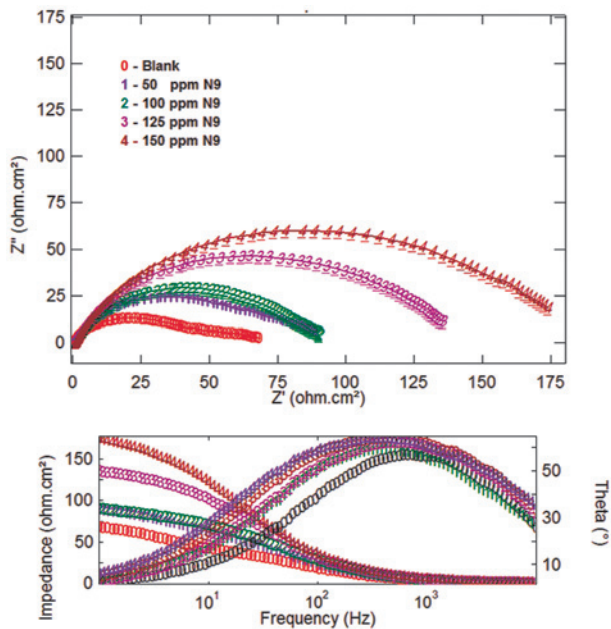 175
150
125
100
75
50
25
0
Z" (ohm.cm²)
0 - Blank
1 - 50 ppm N9
2 - 100 ppm N9
3 - 125 ppm N9
4 - 150 ppm N9
0 25 50 75 100 125 150 175
Z' (ohm.cm²)
150
100
50
0
Impedance (ohm.cm²)
50
30
10
Theta (°)
10¹ 10² 10³
Frequency (Hz)